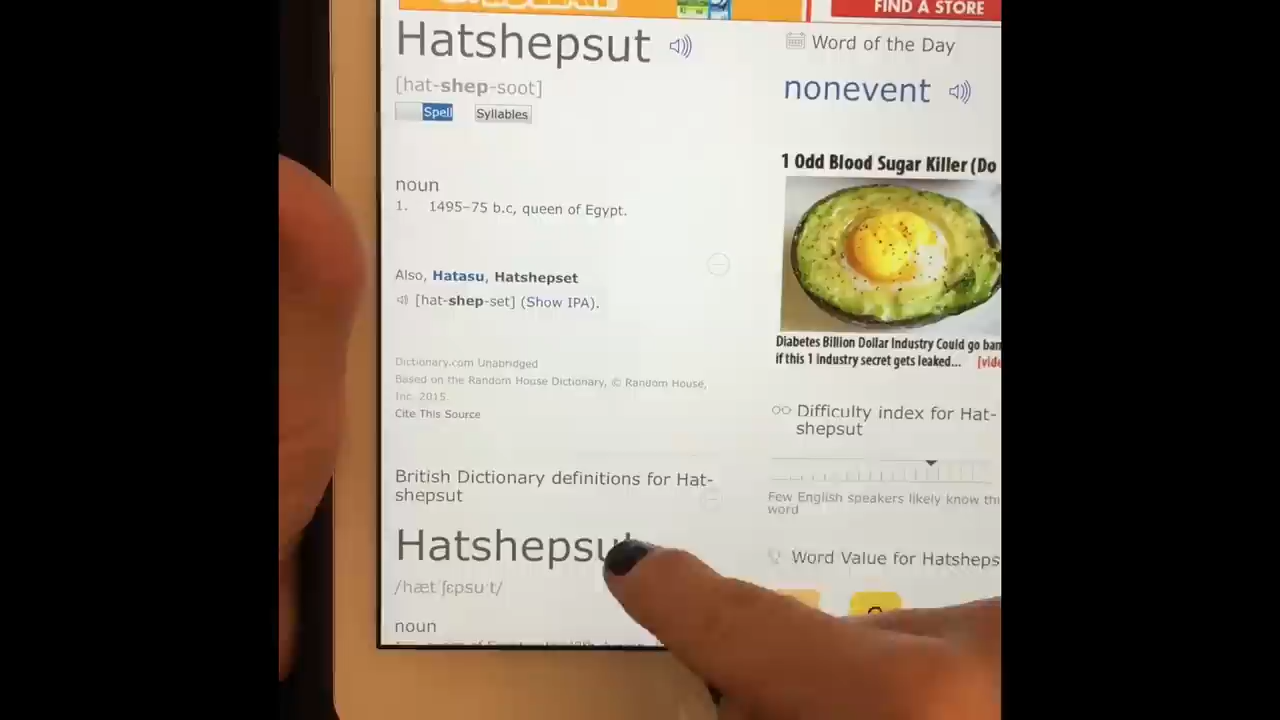 FIND A STORE
Hatshepsut
[hat-shep-soot]
Spell Syllables
noun
1. 1495–75 b.c, queen of Egypt.
Also, Hatasu, Hatshepset
[hat-shep-set] (Show IPA).
Dictionary.com Unabridged
Based on the Random House Dictionary, © Random House,
Inc. 2015.
Cite This Source
British Dictionary definitions for Hat-
shepsut
Hatshepsut
/hætˈʃɛpsuːt/
noun
Word of the Day
nonevent
1 Odd Blood Sugar Killer (Do
Diabetes Billion Dollar Industry Could go ban
if this 1 industry secret gets leaked... [vide
Difficulty index for Hat-
shepsut
Few English speakers likely know thi
word
Word Value for Hatsheps